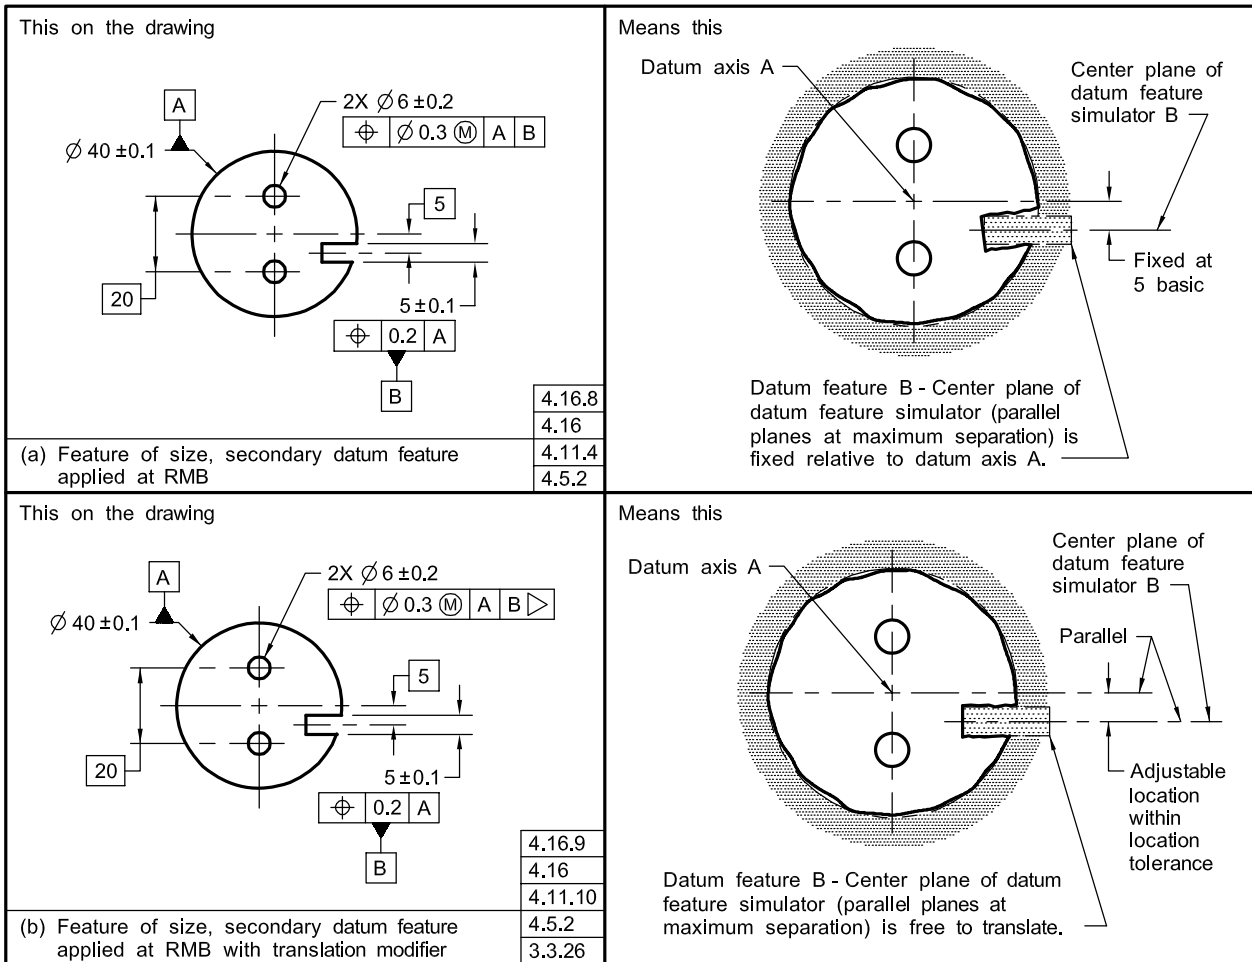 This on the drawing
A
2X ∅ 6 ±0.2
⌖ ∅ 0.3 Ⓜ A B
∅ 40 ±0.1
5
20
5 ±0.1
⌖ 0.2 A
B
4.16.8
4.16
4.11.4
4.5.2
(a) Feature of size, secondary datum feature
applied at RMB
Means this
Datum axis A
Center plane of
datum feature
simulator B
Fixed at
5 basic
Datum feature B - Center plane of
datum feature simulator (parallel
planes at maximum separation) is
fixed relative to datum axis A.
This on the drawing
A
2X ∅ 6 ±0.2
⌖ ∅ 0.3 Ⓜ A B ▷
∅ 40 ±0.1
5
20
5 ±0.1
⌖ 0.2 A
B
4.16.9
4.16
4.11.10
4.5.2
3.3.26
(b) Feature of size, secondary datum feature
applied at RMB with translation modifier
Means this
Datum axis A
Center plane of
datum feature
simulator B
Parallel
Adjustable
location
within
location
tolerance
Datum feature B - Center plane of datum
feature simulator (parallel planes at
maximum separation) is free to translate.